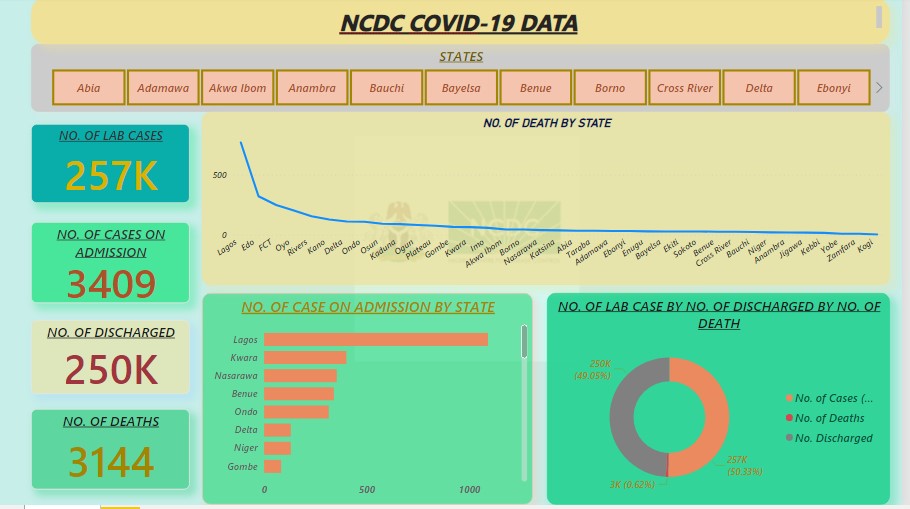 NCDC COVID-19 DATA
STATES
Abia
Adamawa
Akwa Ibom
Anambra
Bauchi
Bayelsa
Benue
Borno
Cross River
Delta
Ebonyi
NO. OF LAB CASES
257K
NO. OF CASES ON
ADMISSION
3409
NO. OF DISCHARGED
250K
NO. OF DEATHS
3144
NO. OF DEATH BY STATE
500
0
Lagos
Edo
FCT
Oyo
Rivers
Kano
Delta
Ondo
Osun
Kaduna
Ogun
Plateau
Gombe
Kwara
Imo
Akwa Ibom
Borno
Nasarawa
Katsina
Abia
Taraba
Adamawa
Ebonyi
Enugu
Bayelsa
Ekiti
Sokoto
Benue
Cross River
Bauchi
Niger
Anambra
Jigawa
Kebbi
Yobe
Zamfara
Kogi
NCDC
NO. OF CASE ON ADMISSION BY STATE
Lagos
Kwara
Nasarawa
Benue
Ondo
Delta
Niger
Gombe
0
500
1000
NO. OF LAB CASE BY NO. OF DISCHARGED BY NO. OF
DEATH
250K
(49.05%)
257K
(50.33%)
3K (0.62%)
No. of Cases (...
No. of Deaths
No. Discharged